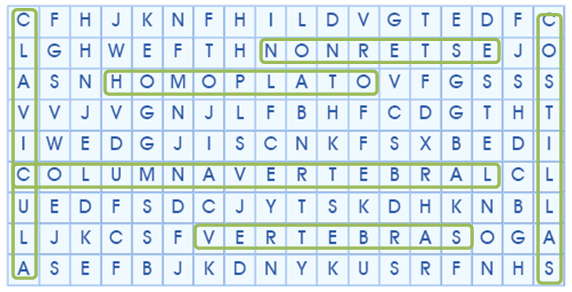 C F H J K N F H I L D V G T E D F C
L G H W E F T H N O N R E T S E J O
A S N H O M O P L A T O V F G S S S
V V J V G N J L F B H F C D G T H T
I W E D G J I S C N K F S X B E D I
C O L U M N A V E R T E B R A L C L
U E D F S D C J Y T S K D H K N B L
L J K C S F V E R T E B R A S O G A
A S E F B J K D N Y K U S R F N H S